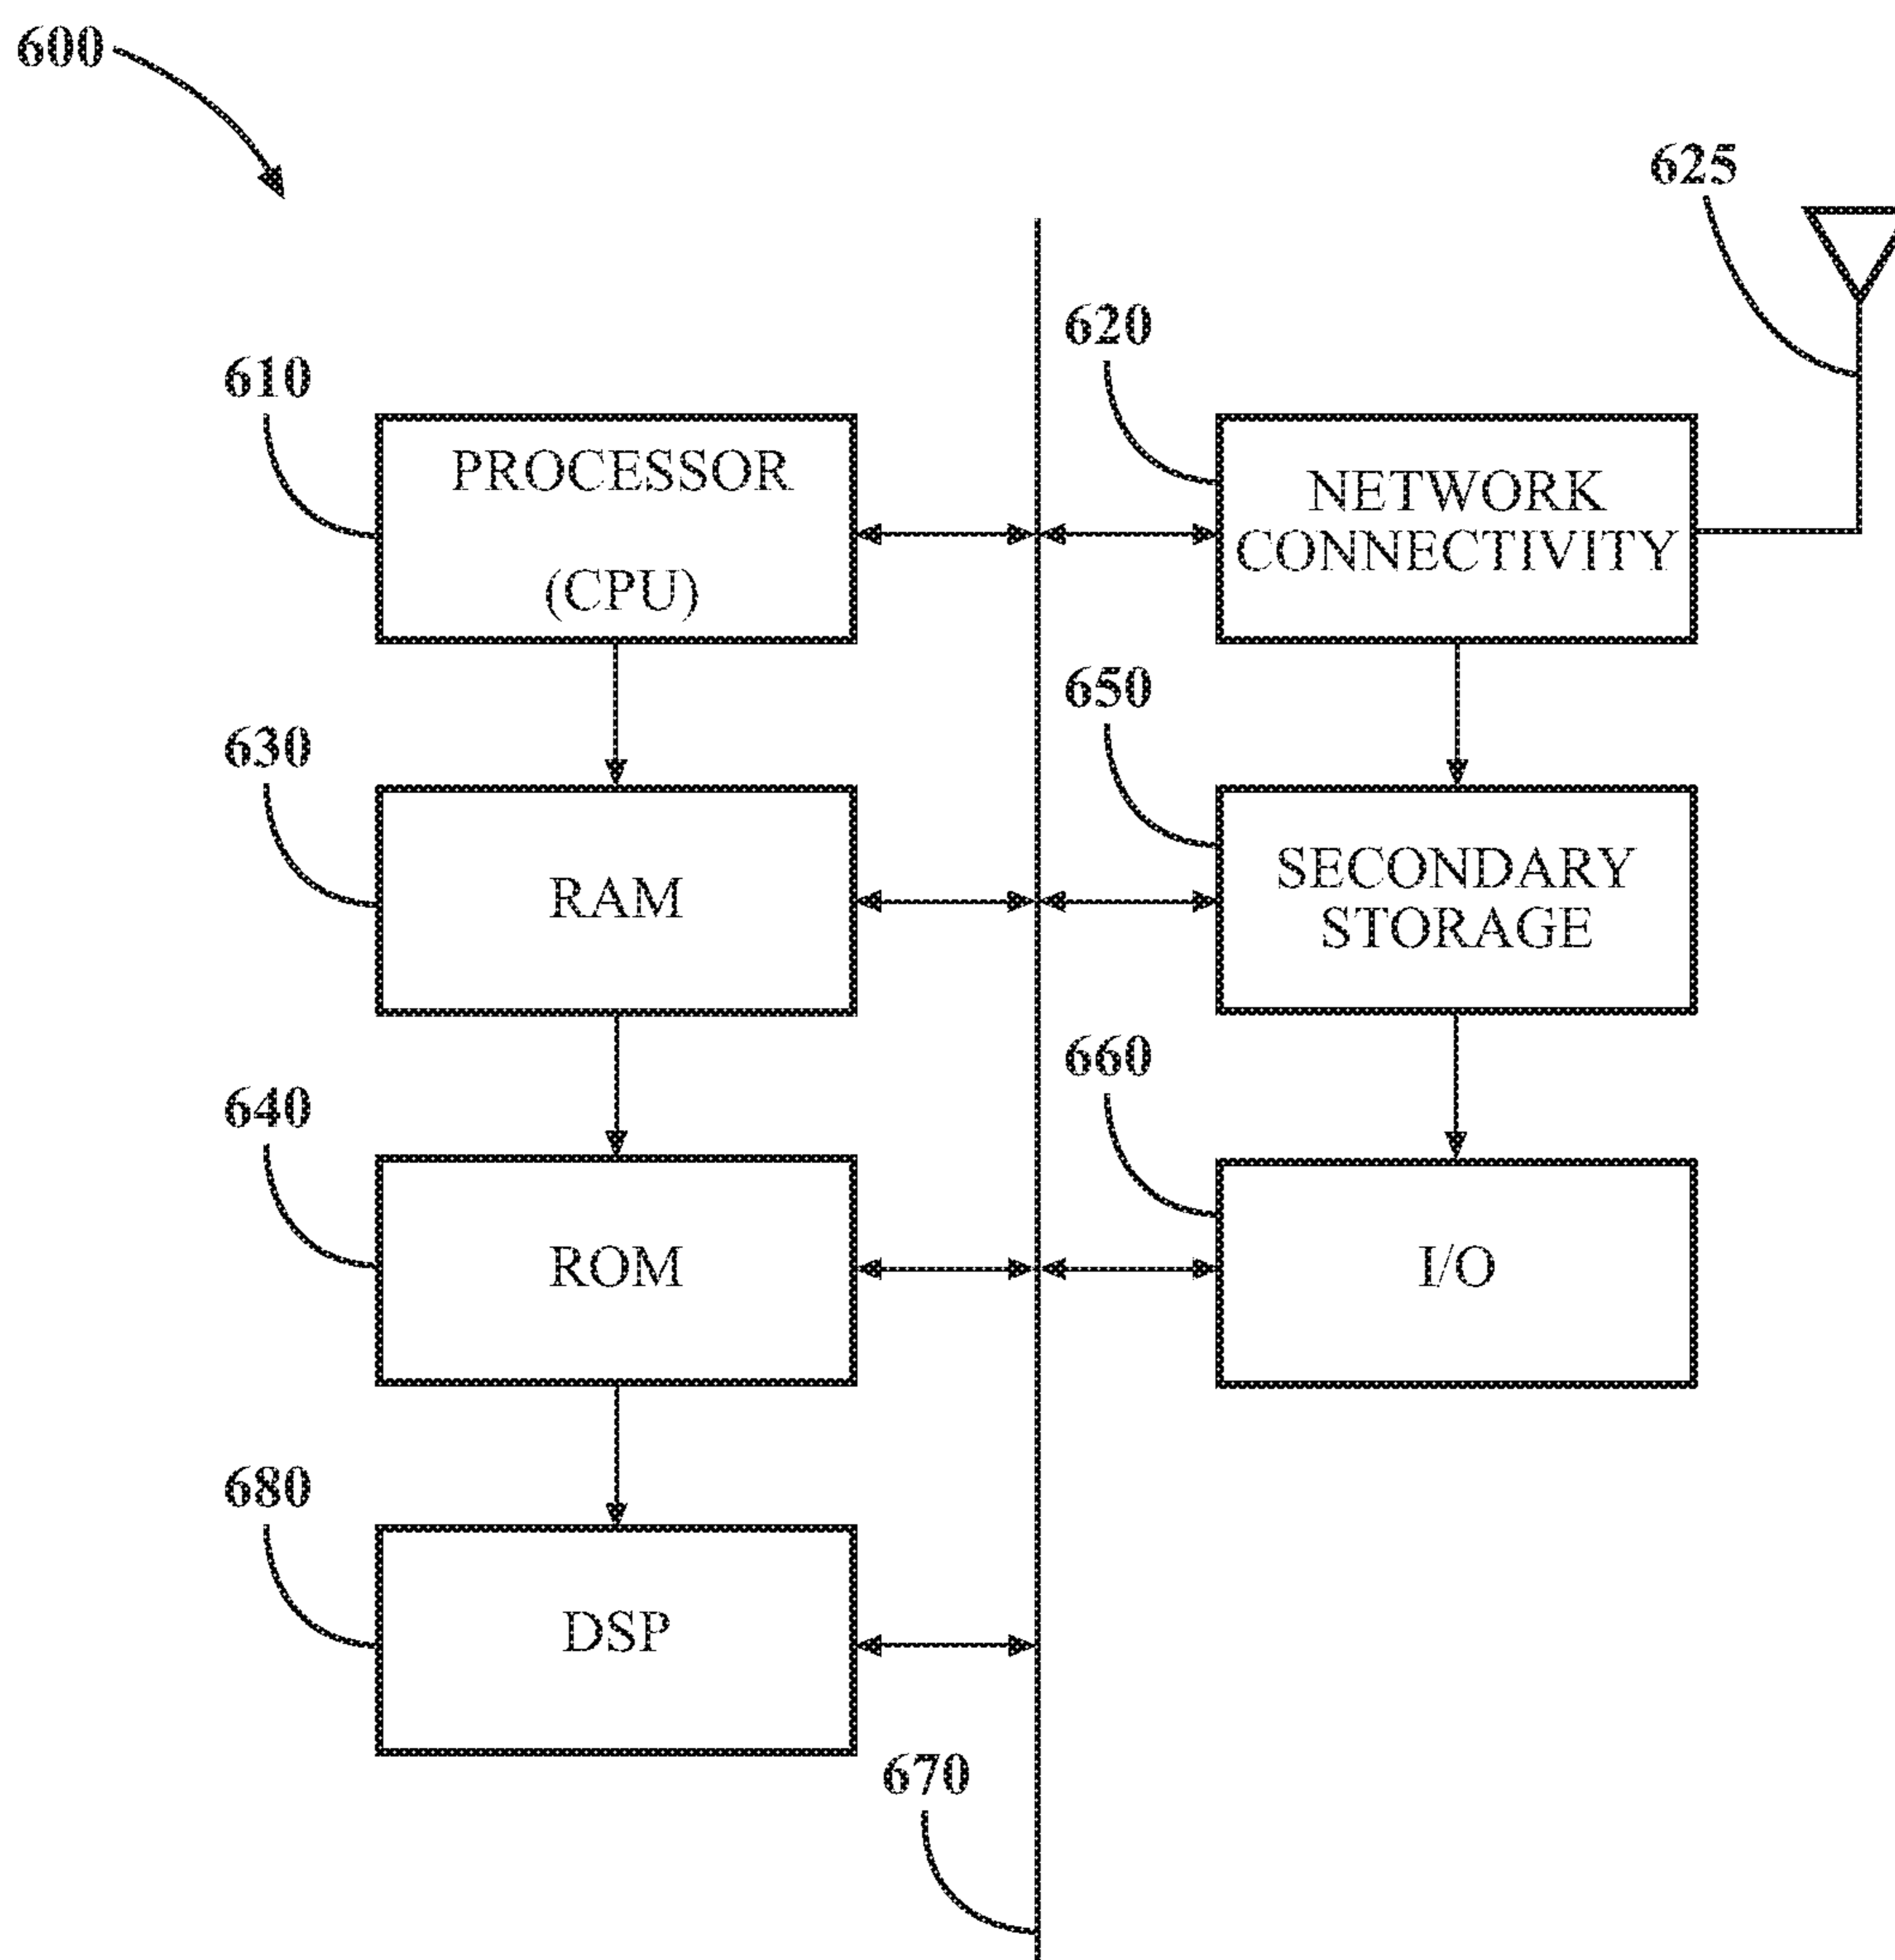 600
625
620
610
PROCESSOR
(CPU)
NETWORK
CONNECTIVITY
650
630
RAM
SECONDARY
STORAGE
660
640
ROM
I/O
680
DSP
670